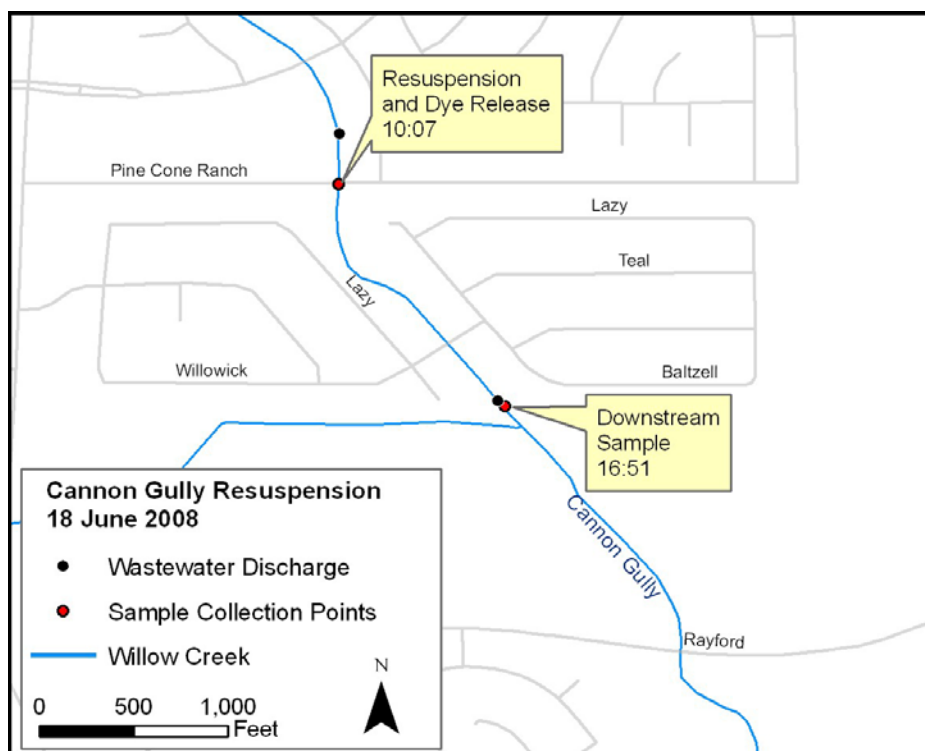 Resuspension
and Dye Release
10:07
Pine Cone Ranch
Lazy
Teal
Lazy
Willowick
Baltzell
Downstream
Sample
16:51
Cannon Gully
Rayford
Cannon Gully Resuspension
18 June 2008
Wastewater Discharge
Sample Collection Points
Willow Creek
N
0 500 1,000
Feet